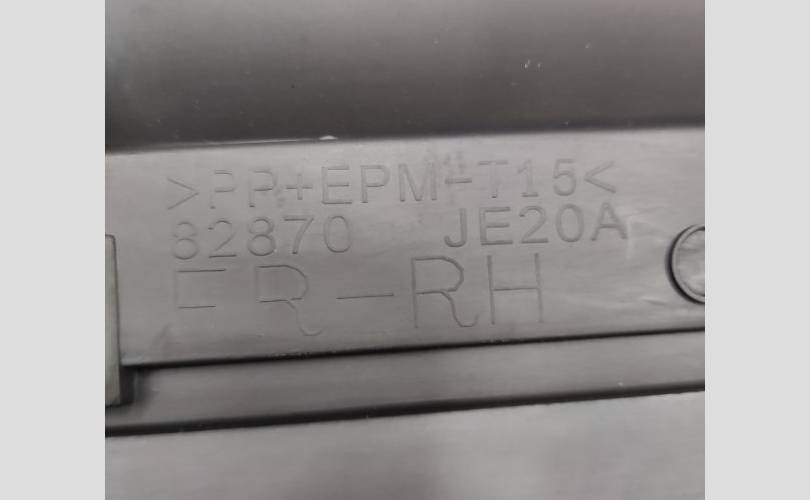 >PP+EPM-T15<
82870 JE20A
FR-RH